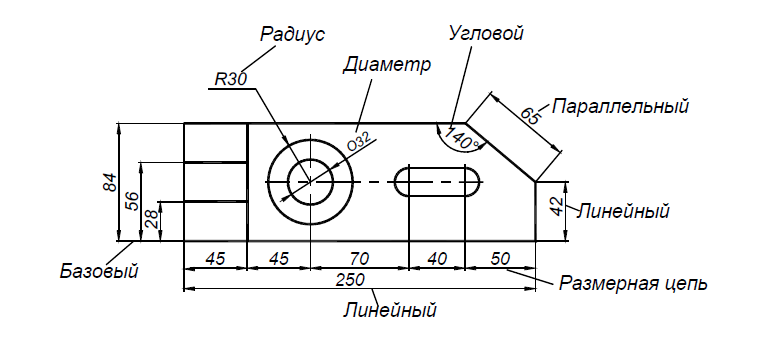 Радиус
Угловой
R30
Диаметр
Параллельный
65
O32
140°
84
56
28
42
Линейный
Базовый
45
45
70
40
50
250
Размерная цепь
Линейный